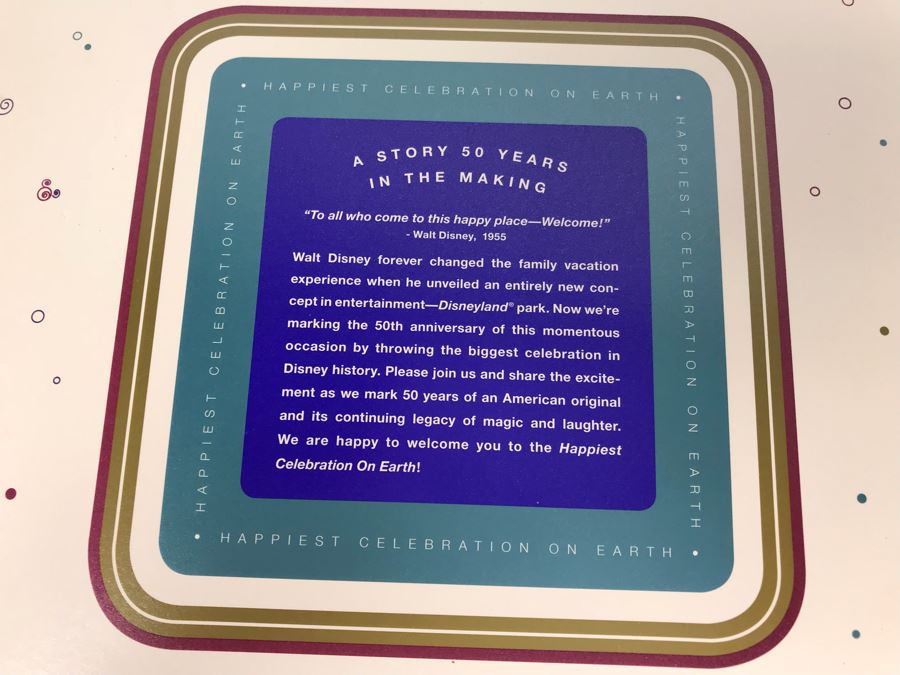 • HAPPIEST CELEBRATION ON EARTH •
HAPPIEST CELEBRATION ON EARTH
HAPPIEST CELEBRATION ON EARTH
A STORY 50 YEARS
IN THE MAKING
“To all who come to this happy place—Welcome!”
- Walt Disney, 1955
Walt Disney forever changed the family vacation
experience when he unveiled an entirely new con-
cept in entertainment—Disneyland® park. Now we’re
marking the 50th anniversary of this momentous
occasion by throwing the biggest celebration in
Disney history. Please join us and share the excite-
ment as we mark 50 years of an American original
and its continuing legacy of magic and laughter.
We are happy to welcome you to the Happiest
Celebration On Earth!
• HAPPIEST CELEBRATION ON EARTH •